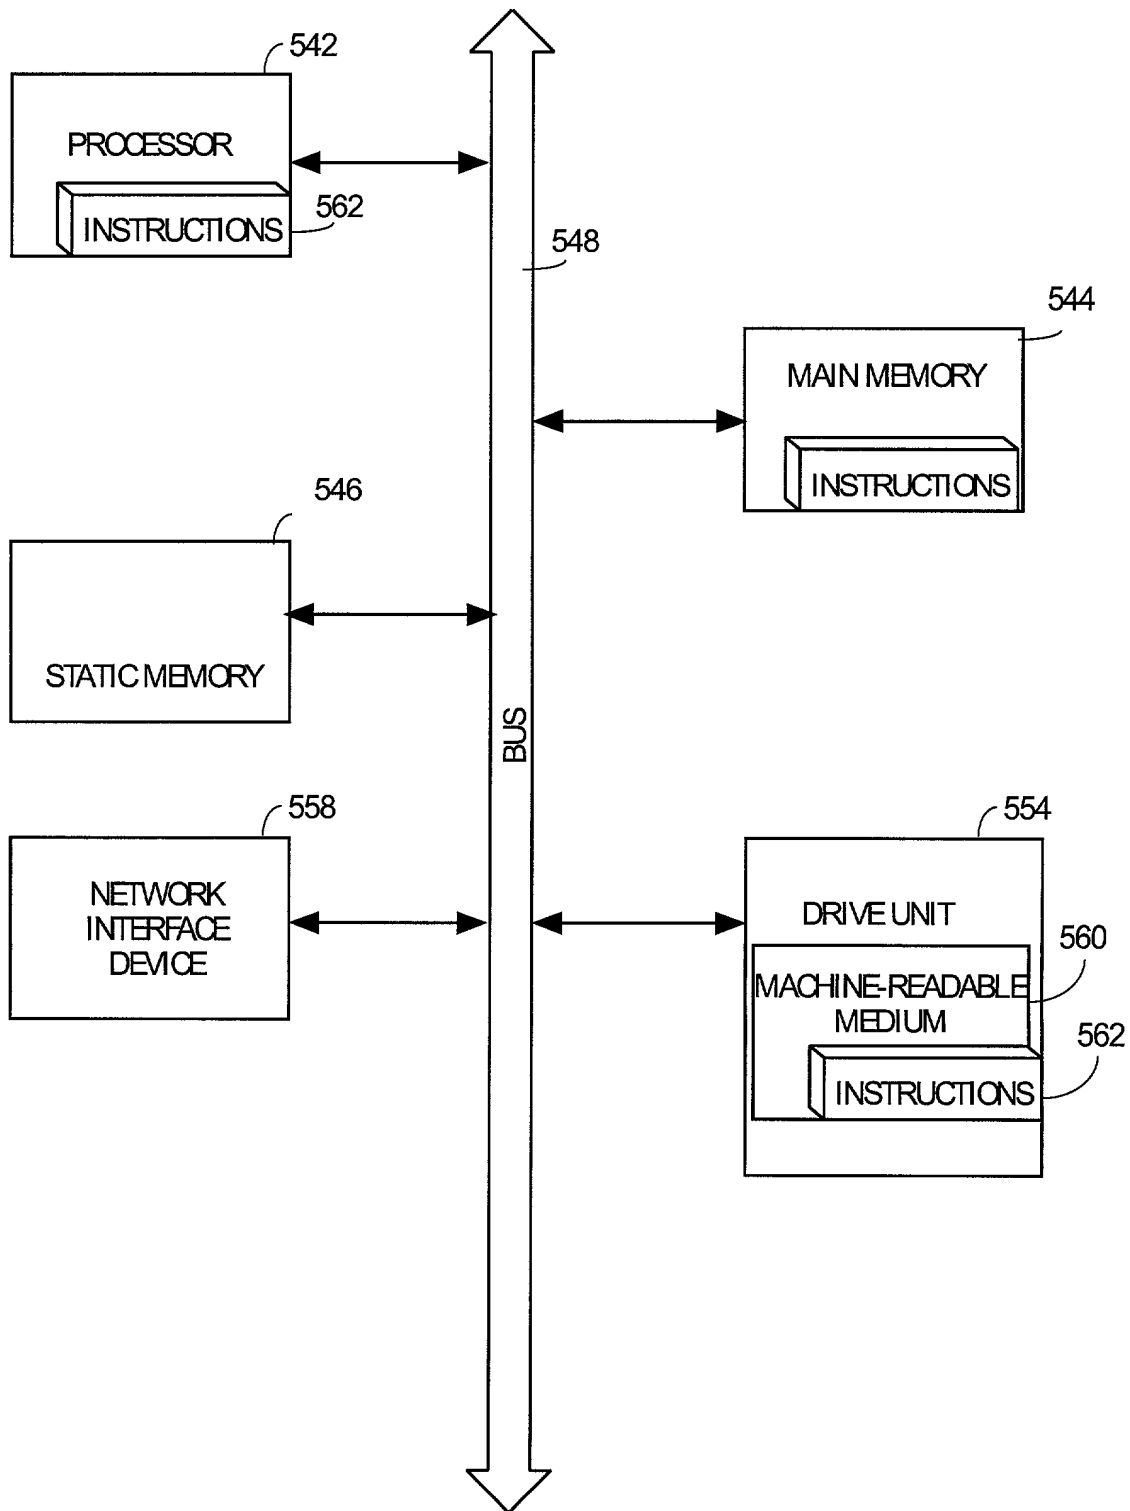 542
PROCESSOR
562
INSTRUCTIONS
548
544
MAIN MEMORY
INSTRUCTIONS
546
STATIC MEMORY
BUS
558
NETWORK
INTERFACE
DEVICE
554
DRIVE UNIT
560
MACHINE-READABLE
MEDIUM
562
INSTRUCTIONS